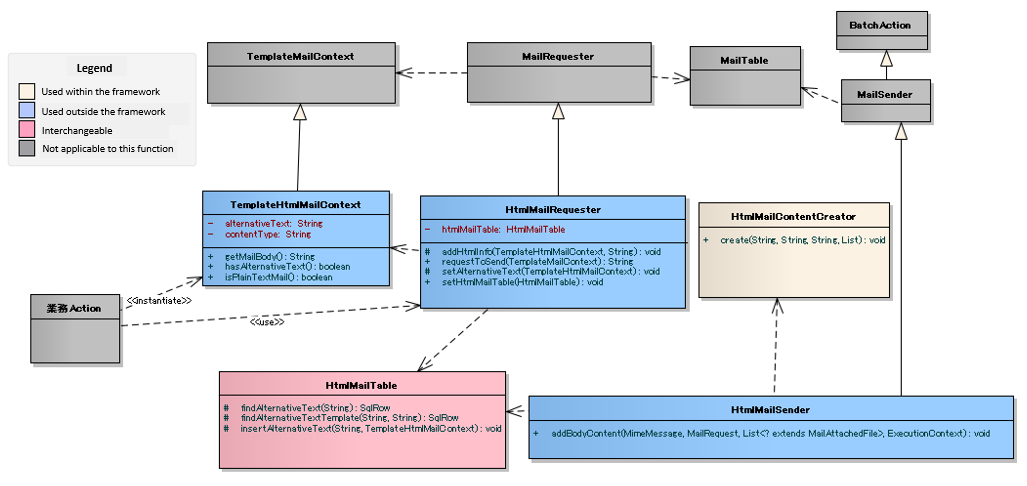 Legend
Used within the framework
Used outside the framework
Interchangeable
Not applicable to this function
TemplateMailContext
MailRequester
MailTable
BatchAction
MailSender
TemplateHtmlMailContext
- alternativeText: String
- contentType: String
+ getMailBody() : String
+ hasAlternativeText() : boolean
+ isPlainTextMail() : boolean
HtmlMailRequester
- htmlMailTable: HtmlMailTable
# addHtmlInfo(TemplateHtmlMailContext, String) : void
+ requestToSend(TemplateMailContext) : String
# setAlternativeText(TemplateHtmlMailContext) : void
+ setHtmlMailTable(HtmlMailTable) : void
HtmlMailContentCreator
+ create(String, String, String, List) : void
業務Action
<<instantiate>>
<<use>>
HtmlMailTable
# findAlternativeText(String) : SqlRow
# findAlternativeTextTemplate(String, String) : SqlRow
# insertAlternativeText(String, TemplateHtmlMailContext) : void
HtmlMailSender
+ addBodyContent(MimeMessage, MailRequest, List<? extends MailAttachedFile>, ExecutionContext) : void